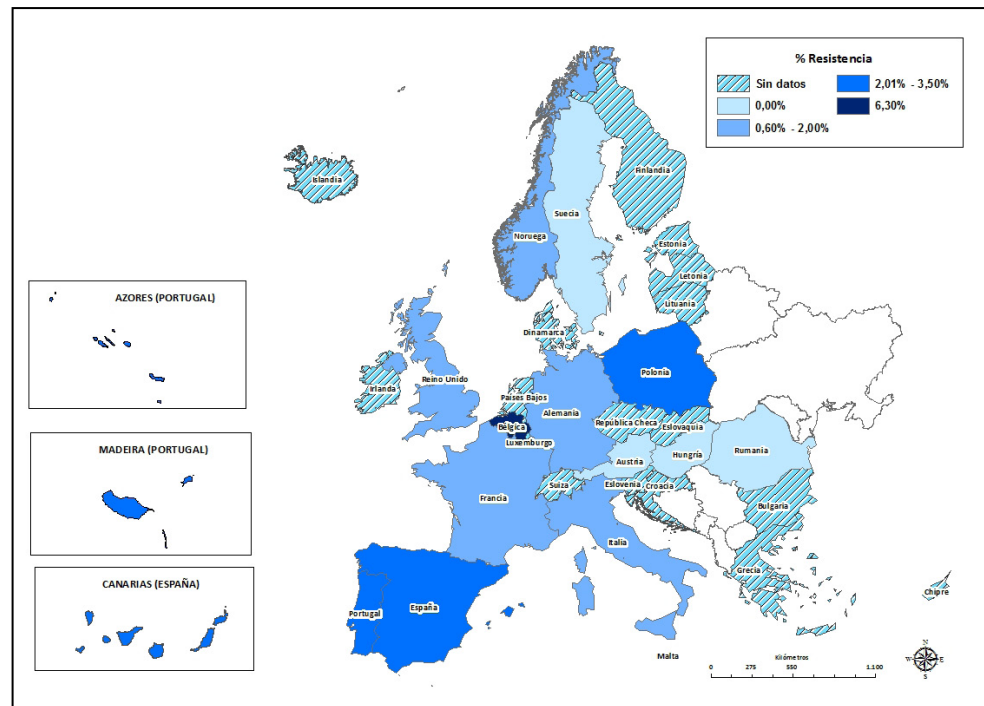 % Resistencia
Sin datos
2,01% - 3,50%
0,00%
6,30%
0,60% - 2,00%
Islandia
Finlandia
Suecia
Noruega
Estonia
Letonia
Lituania
Dinamarca
AZORES (PORTUGAL)
Irlanda
Reino Unido
Países Bajos
Polonia
Alemania
Bélgica
República Checa
Eslovaquia
Luxemburgo
MADEIRA (PORTUGAL)
Austria
Hungría
Rumania
Suiza
Eslovenia
Croacia
Francia
Bulgaria
Italia
Grecia
CANARIAS (ESPAÑA)
Chipre
Portugal
España
Malta
Kilómetros
0 275 550 1.100
N
W E
S